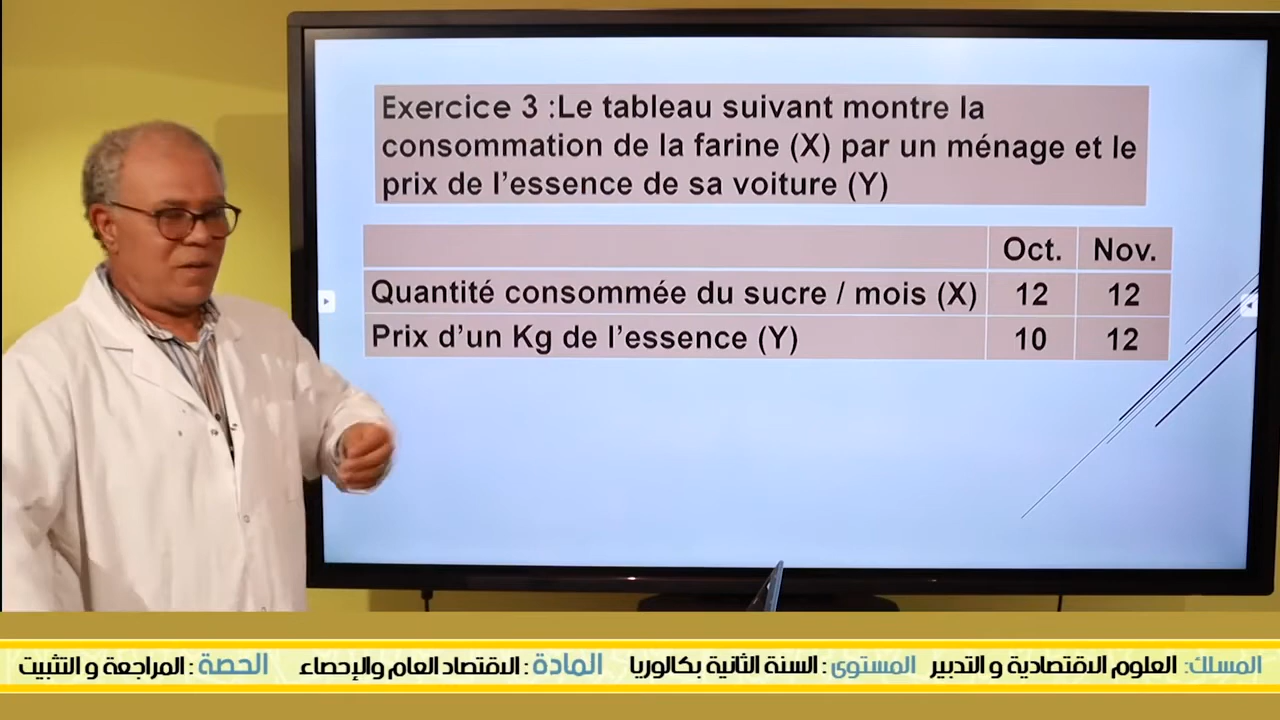 Exercice 3 :Le tableau suivant montre la
consommation de la farine (X) par un ménage et le
prix de l'essence de sa voiture (Y)
Oct. Nov.
Quantité consommée du sucre / mois (X) 12 12
Prix d'un Kg de l'essence (Y) 10 12
المسلك: العلوم الاقتصادية و التدبير المستوى : السنة الثانية بكالوريا المادة : الاقتصاد العام والإحصاء الحصة : المراجعة و التثبيت